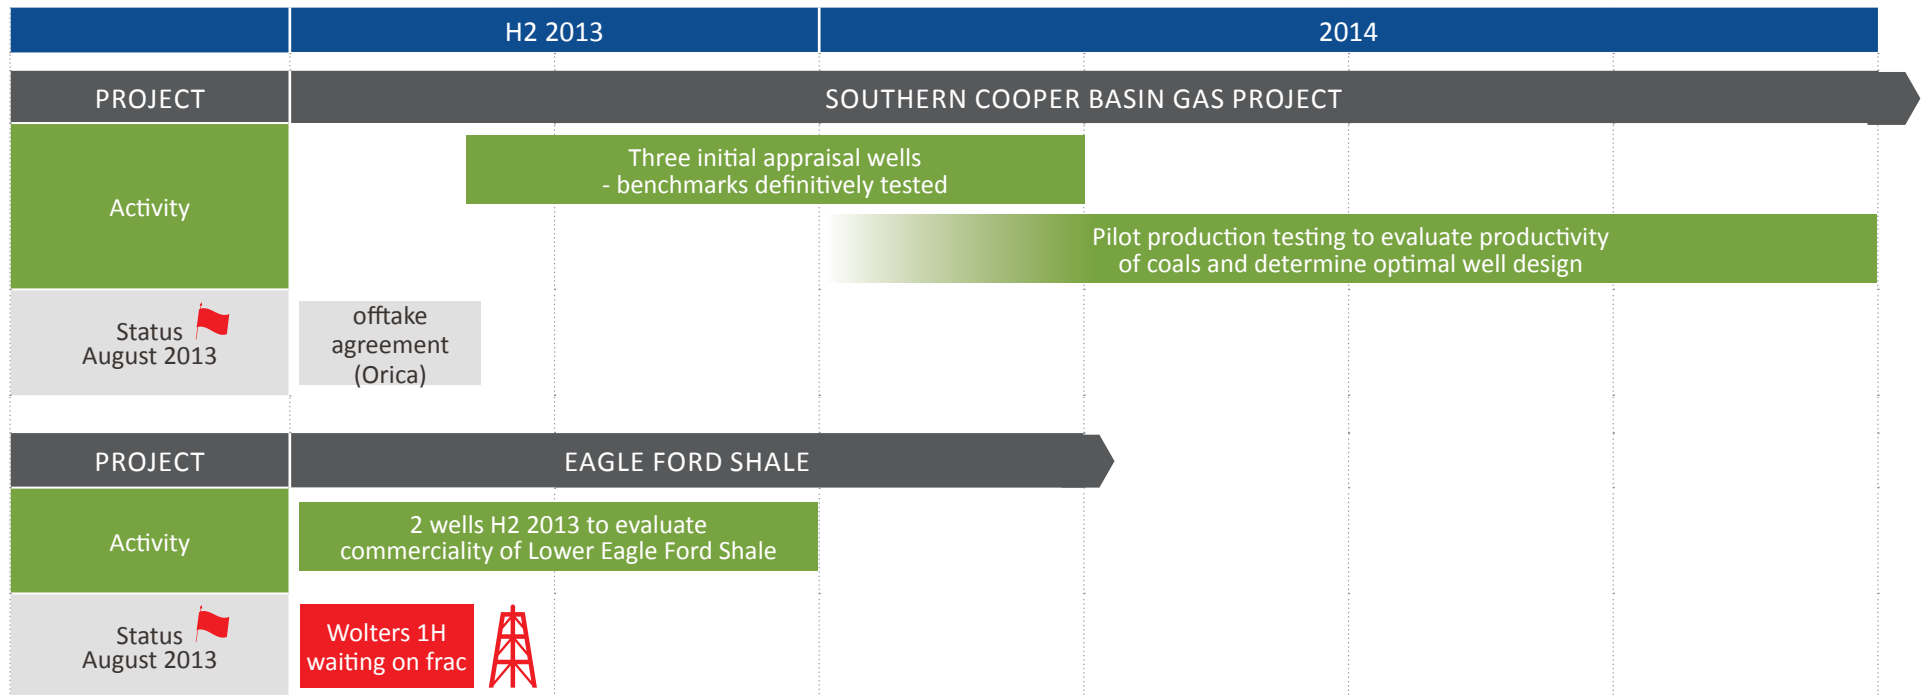 H2 2013
2014
PROJECT
SOUTHERN COOPER BASIN GAS PROJECT
Activity
Three initial appraisal wells
- benchmarks definitively tested
Pilot production testing to evaluate productivity
of coals and determine optimal well design
Status
August 2013
offtake
agreement
(Orica)
PROJECT
EAGLE FORD SHALE
Activity
2 wells H2 2013 to evaluate
commerciality of Lower Eagle Ford Shale
Status
August 2013
Wolters 1H
waiting on frac